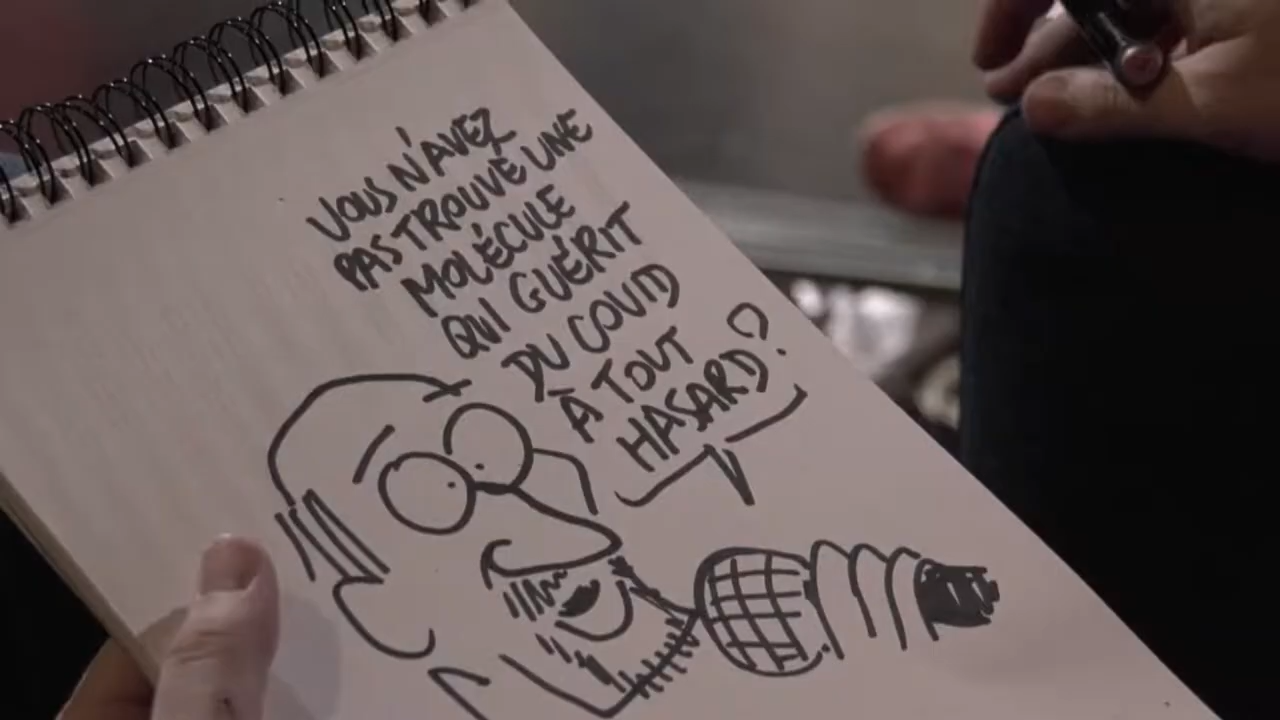 VOUS N'AVEZ
PAS TROUVÉ UNE
MOLÉCULE
QUI GUÉRIT
DU COVID
À TOUT
HASARD?